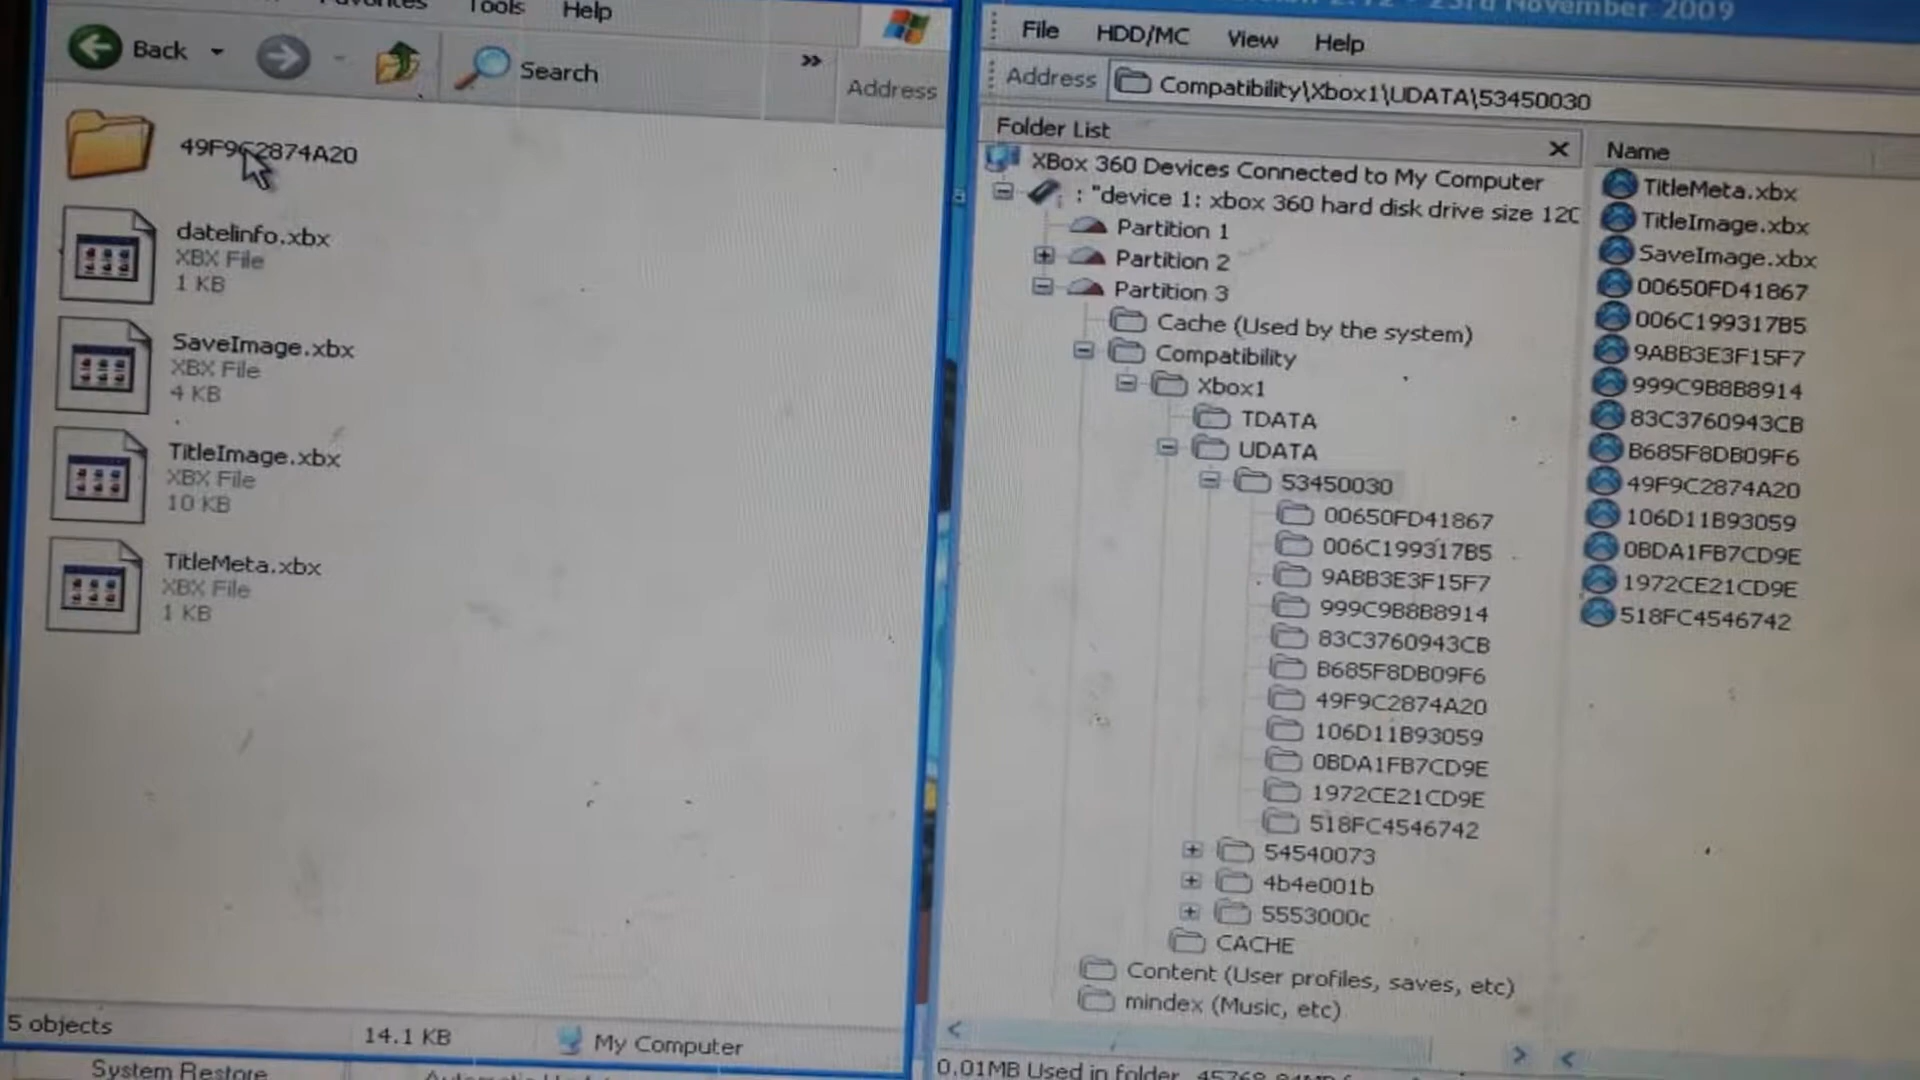 Favorites Tools Help
Back
Search
»
Address
49F9C2874A20
datelinfo.xbx
XBX File
1 KB
SaveImage.xbx
XBX File
4 KB
TitleImage.xbx
XBX File
10 KB
TitleMeta.xbx
XBX File
1 KB
5 objects
14.1 KB
My Computer
System Restore
23rd November 2009
File HDD/MC View Help
Address Compatibility\Xbox1\UDATA\53450030
Folder List
XBox 360 Devices Connected to My Computer
: "device 1: xbox 360 hard disk drive size 120
Partition 1
Partition 2
Partition 3
Cache (Used by the system)
Compatibility
Xbox1
TDATA
UDATA
53450030
00650FD41867
006C199317B5
9ABB3E3F15F7
999C9B8B8914
83C3760943CB
B685F8DB09F6
49F9C2874A20
106D11B93059
0BDA1FB7CD9E
1972CE21CD9E
518FC4546742
54540073
4b4e001b
5553000c
CACHE
Content (User profiles, saves, etc)
mindex (Music, etc)
0.01MB Used in folder
Name
TitleMeta.xbx
TitleImage.xbx
SaveImage.xbx
00650FD41867
006C199317B5
9ABB3E3F15F7
999C9B8B8914
83C3760943CB
B685F8DB09F6
49F9C2874A20
106D11B93059
0BDA1FB7CD9E
1972CE21CD9E
518FC4546742